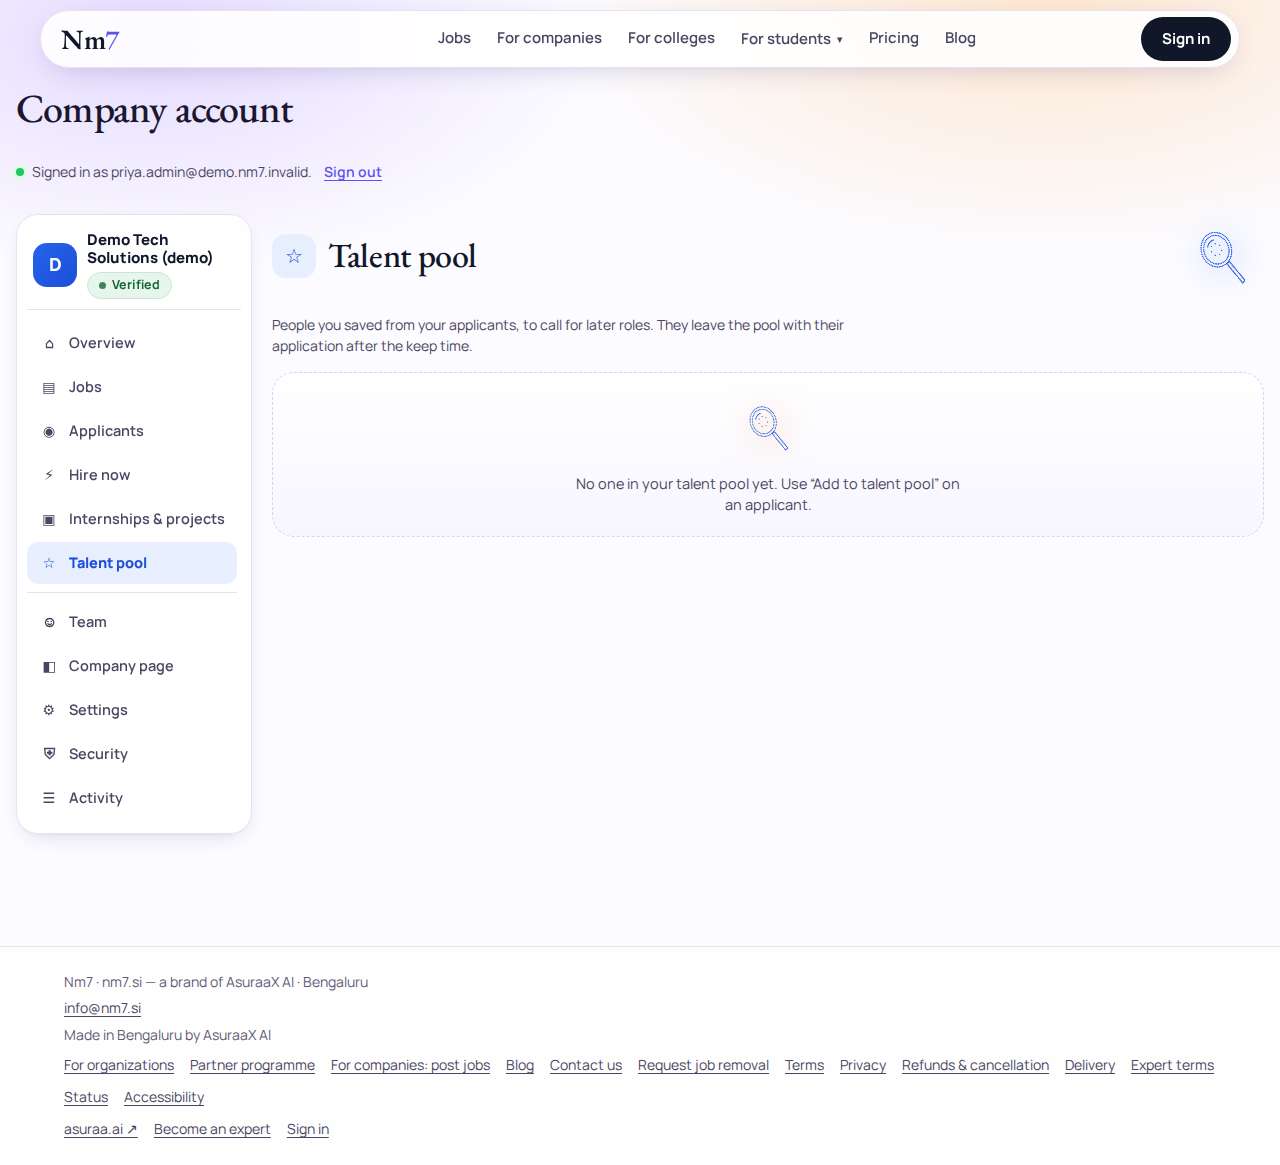 Nm7
Jobs
For companies
For colleges
For students ▾
Pricing
Blog
Sign in
Company account
Signed in as priya.admin@demo.nm7.invalid. Sign out
D
Demo Tech
Solutions (demo)
Verified
Overview
Jobs
Applicants
Hire now
Internships & projects
Talent pool
Team
Company page
Settings
Security
Activity
Talent pool
People you saved from your applicants, to call for later roles. They leave the pool with their
application after the keep time.
No one in your talent pool yet. Use “Add to talent pool” on
an applicant.
Nm7 · nm7.si — a brand of AsuraaX AI · Bengaluru
info@nm7.si
Made in Bengaluru by AsuraaX AI
For organizations Partner programme For companies: post jobs Blog Contact us Request job removal Terms Privacy Refunds & cancellation Delivery Expert terms
Status Accessibility
asuraa.ai ↗ Become an expert Sign in